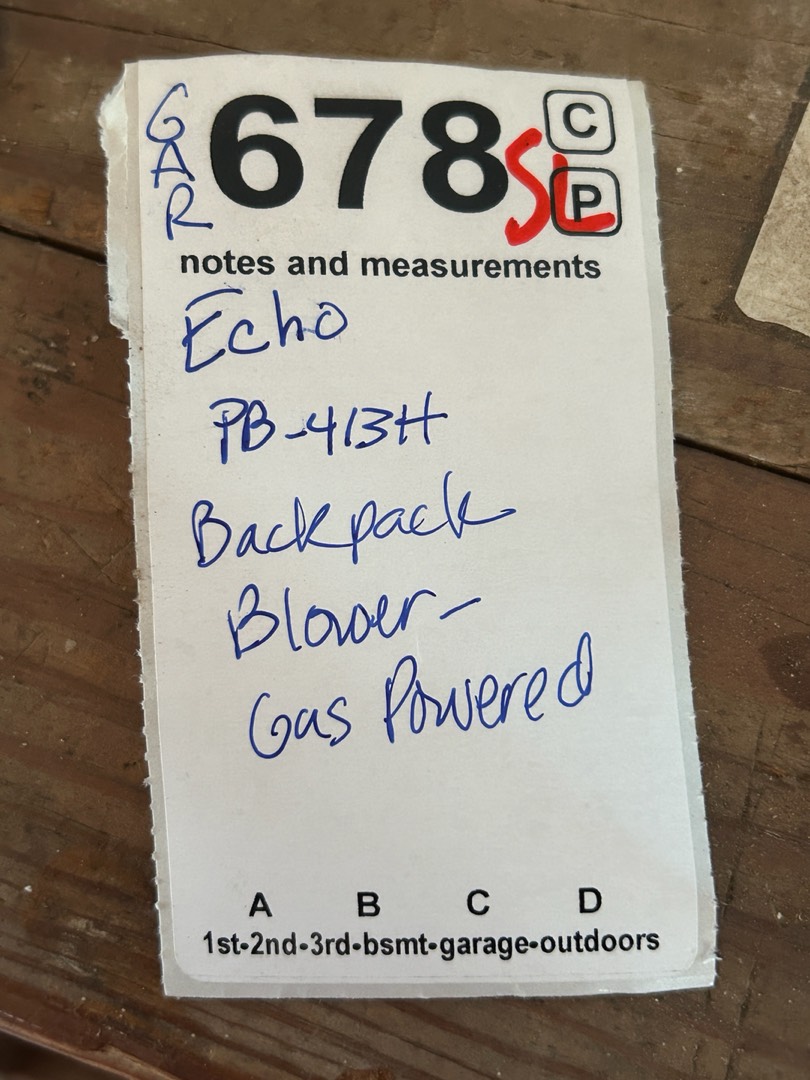 GAR 678 SL C
P
notes and measurements
Echo
PB-413H
Backpack
Blower-
Gas Powered
A B C D
1st-2nd-3rd-bsmt-garage-outdoors